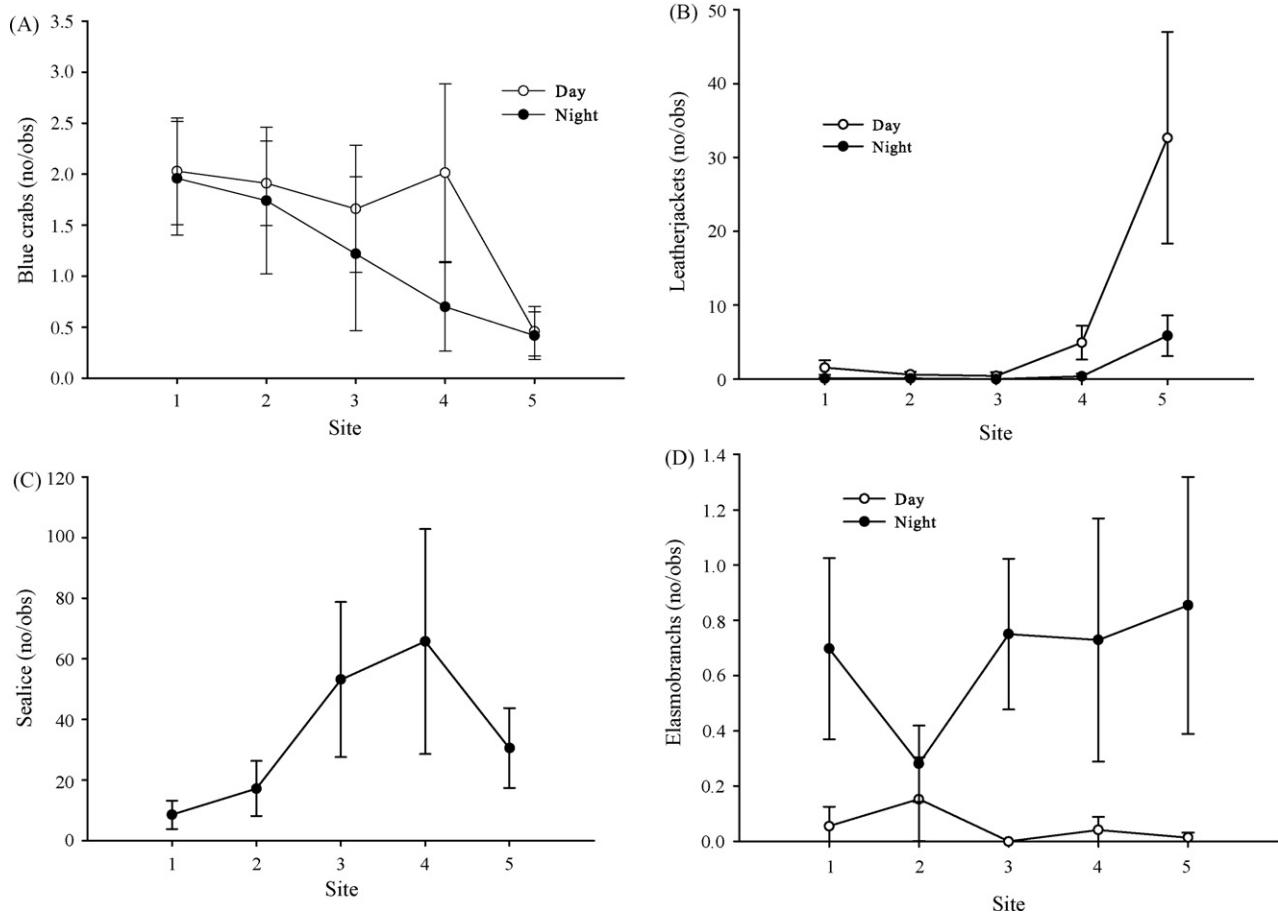 (A)
Blue crabs (no/obs)
3.5
3.0
2.5
2.0
1.5
1.0
0.5
0.0
Day
Night
1 2 3 4 5
Site
(B)
Leatherjackets (no/obs)
50
40
30
20
10
0
Day
Night
1 2 3 4 5
Site
(C)
Sealice (no/obs)
120
100
80
60
40
20
0
1 2 3 4 5
Site
(D)
Elasmobranchs (no/obs)
1.4
1.2
1.0
0.8
0.6
0.4
0.2
0.0
Day
Night
1 2 3 4 5
Site